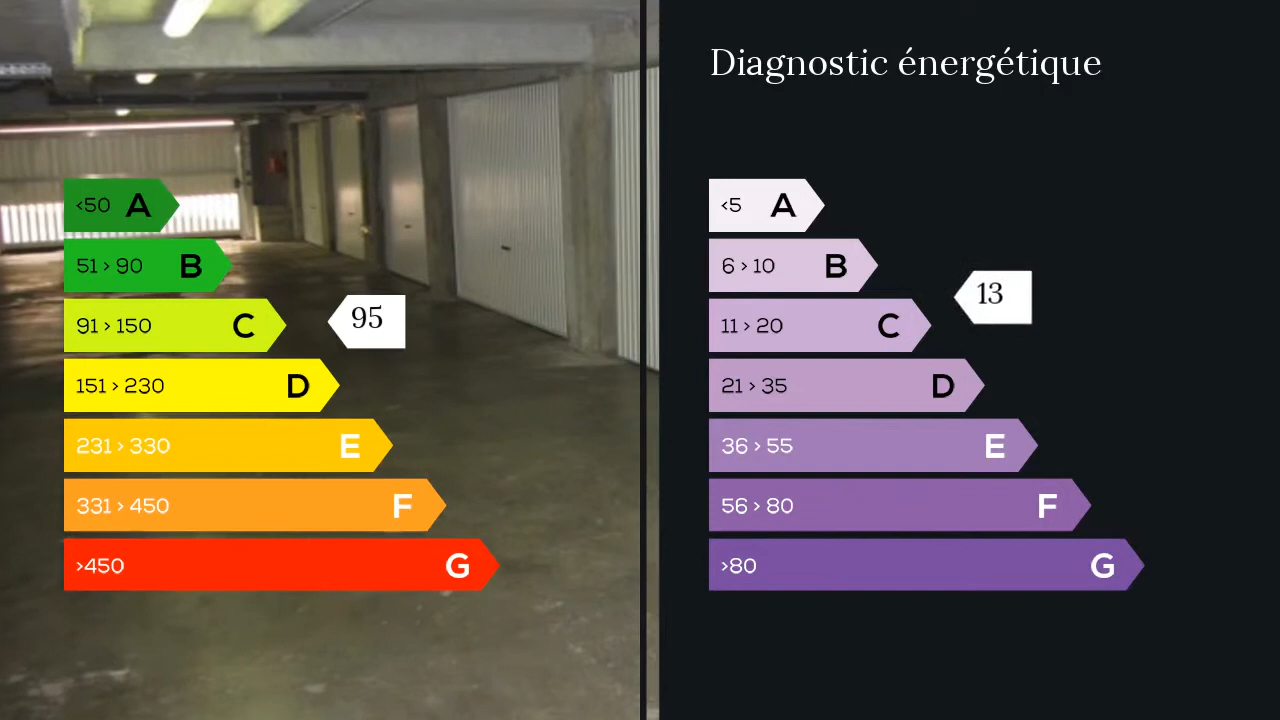 Diagnostic énergétique
<50 A
51 > 90 B
91 > 150 C
95
151 > 230 D
231 > 330 E
331 > 450 F
>450 G
<5 A
6 > 10 B
13
11 > 20 C
21 > 35 D
36 > 55 E
56 > 80 F
>80 G